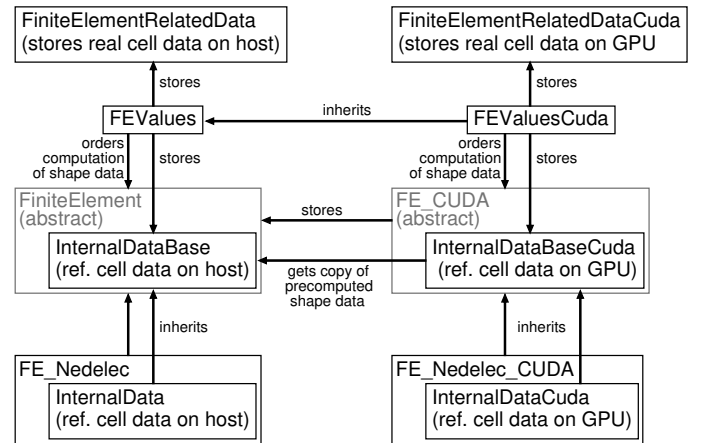 FiniteElementRelatedData
(stores real cell data on host)
FiniteElementRelatedDataCuda
(stores real cell data on GPU
stores
stores
inherits
FEValues
FEValuesCuda
orders
computation
of shape data
stores
orders
computation
of shape data
stores
FiniteElement
(abstract)
stores
FE_CUDA
(abstract)
InternalDataBase
(ref. cell data on host)
InternalDataBaseCuda
(ref. cell data on GPU)
gets copy of
precomputed
shape data
inherits
inherits
FE_Nedelec
FE_Nedelec_CUDA
InternalData
(ref. cell data on host)
InternalDataCuda
(ref. cell data on GPU)